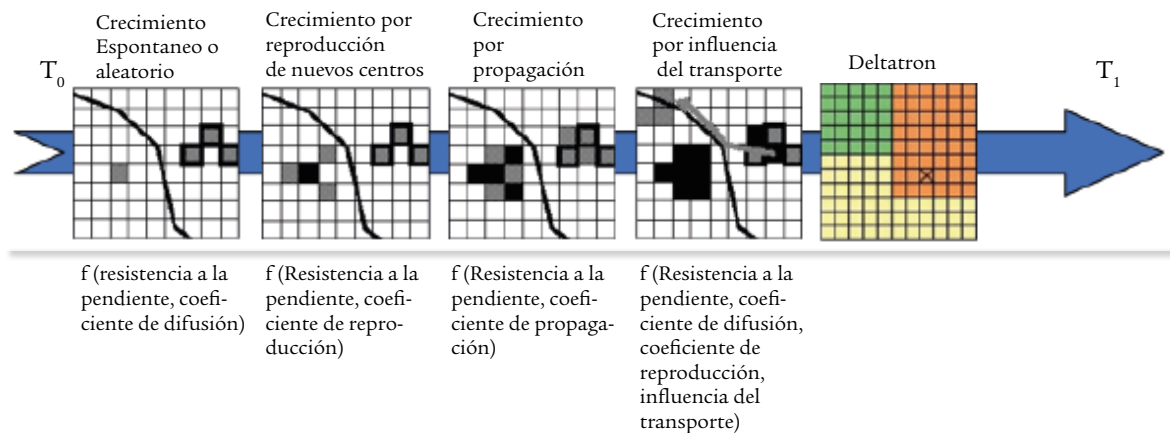 Crecimiento
Espontaneo o
aleatorio
Crecimiento por
reproducción
de nuevos centros
Crecimiento
por
propagación
Crecimiento
por influencia
del transporte
Deltatron
T0
T1
f (resistencia a la
pendiente, coefi-
ciente de difusión)
f (Resistencia a la
pendiente, coefi-
ciente de repro-
ducción)
f (Resistencia a la
pendiente, coefi-
ciente de propaga-
ción)
f (Resistencia a la
pendiente, coefi-
ciente de difusión,
coeficiente de
reproducción,
influencia del
transporte)